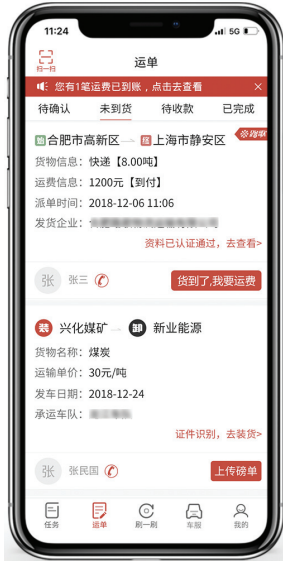 11:24
5G
扫一扫
运单
您有1笔运费已到账，点击去查看
待确认 未到货 待收款 已完成
合肥市高新区 上海市静安区
货物信息：快递【8.00吨】
运费信息：1200元【到付】
派单时间：2018-12-06 11:06
发货企业：
资料已认证通过，去查看>
张 张三 货到了,我要运费
装 兴化媒矿 卸 新业能源
货物名称：煤炭
运输单价：30元/吨
发车日期：2018-12-24
承运车队：
证件识别，去装货>
张 张民国 上传磅单
任务 运单 刷一刷 车服 我的